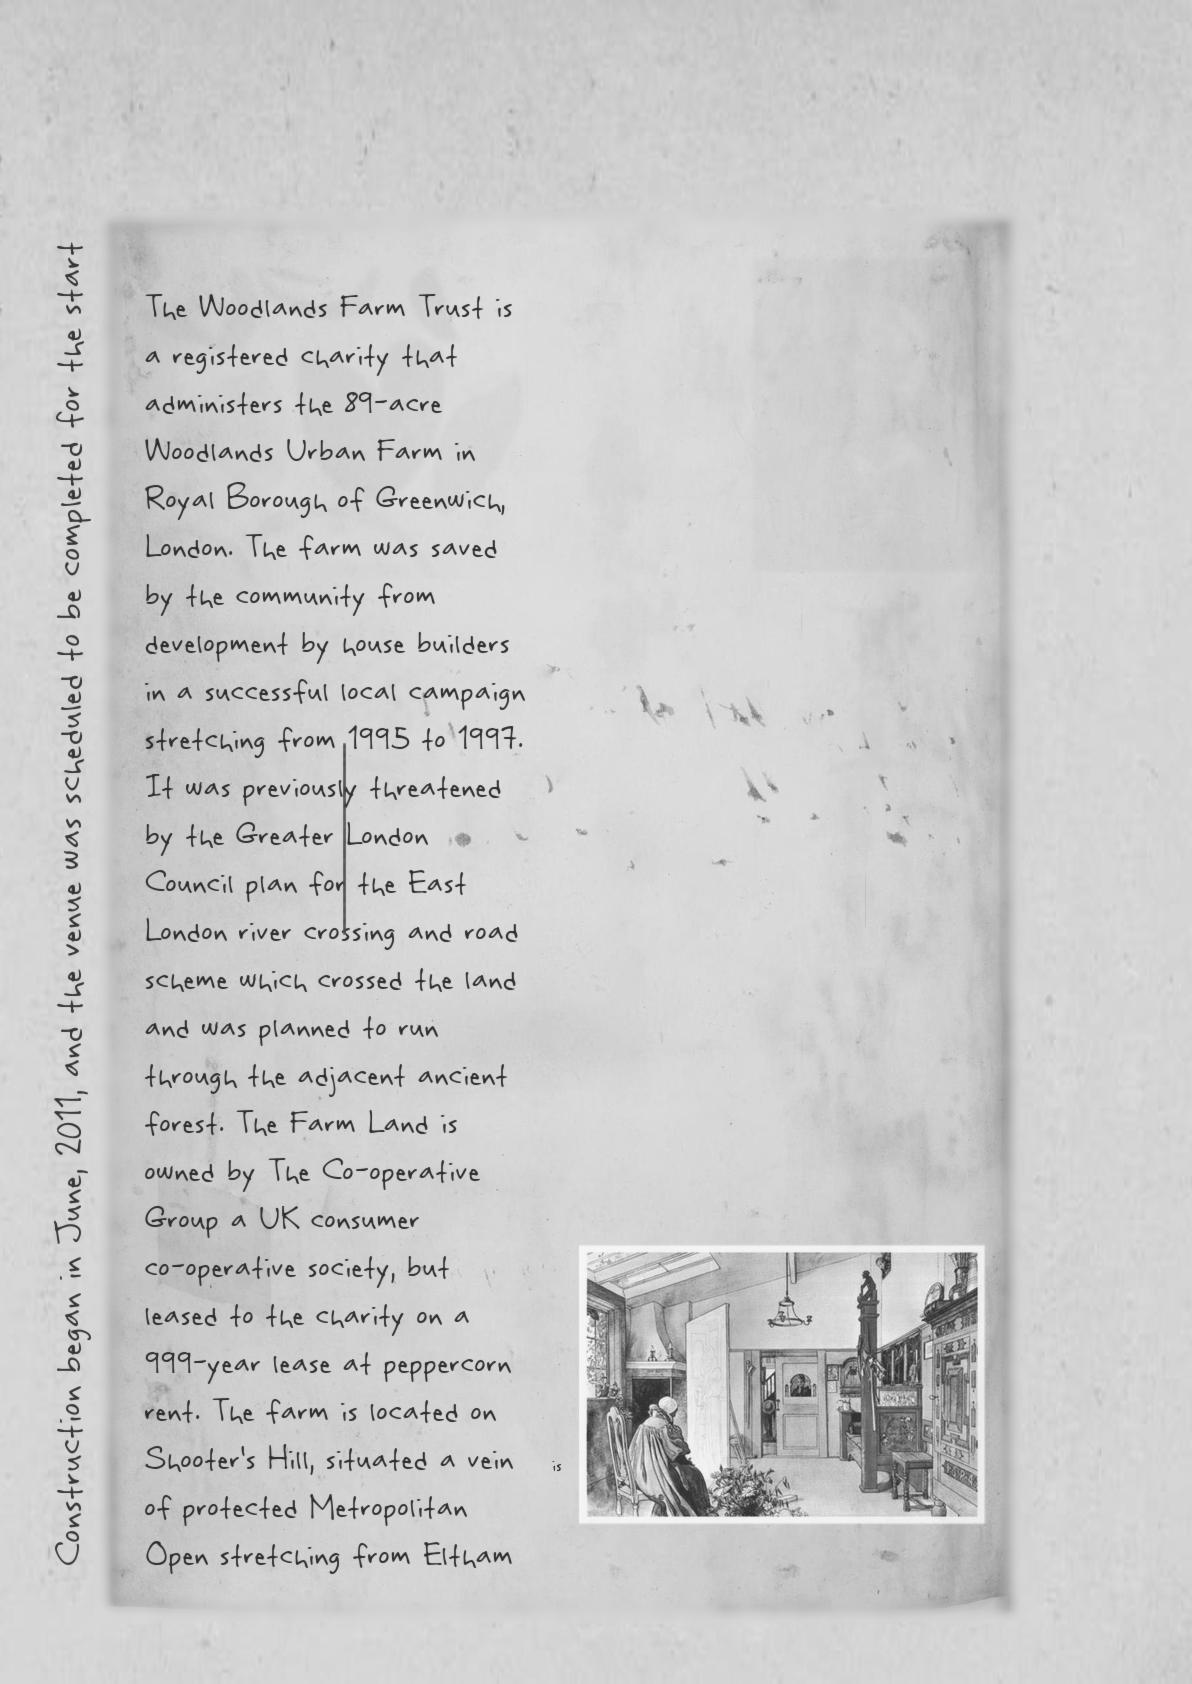 Construction began in June, 2011, and the venue was scheduled to be completed for the start
The Woodlands Farm Trust is
a registered charity that
administers the 89-acre
Woodlands Urban Farm in
Royal Borough of Greenwich,
London. The farm was saved
by the community from
development by house builders
in a successful local campaign
stretching from 1995 to 1997.
It was previously threatened
by the Greater London
Council plan for the East
London river crossing and road
scheme which crossed the land
and was planned to run
through the adjacent ancient
forest. The Farm Land is
owned by The Co-operative
Group a UK consumer
co-operative society, but
leased to the charity on a
999-year lease at peppercorn
rent. The farm is located on
Shooter's Hill, situated a vein
of protected Metropolitan
Open stretching from Eltham
is